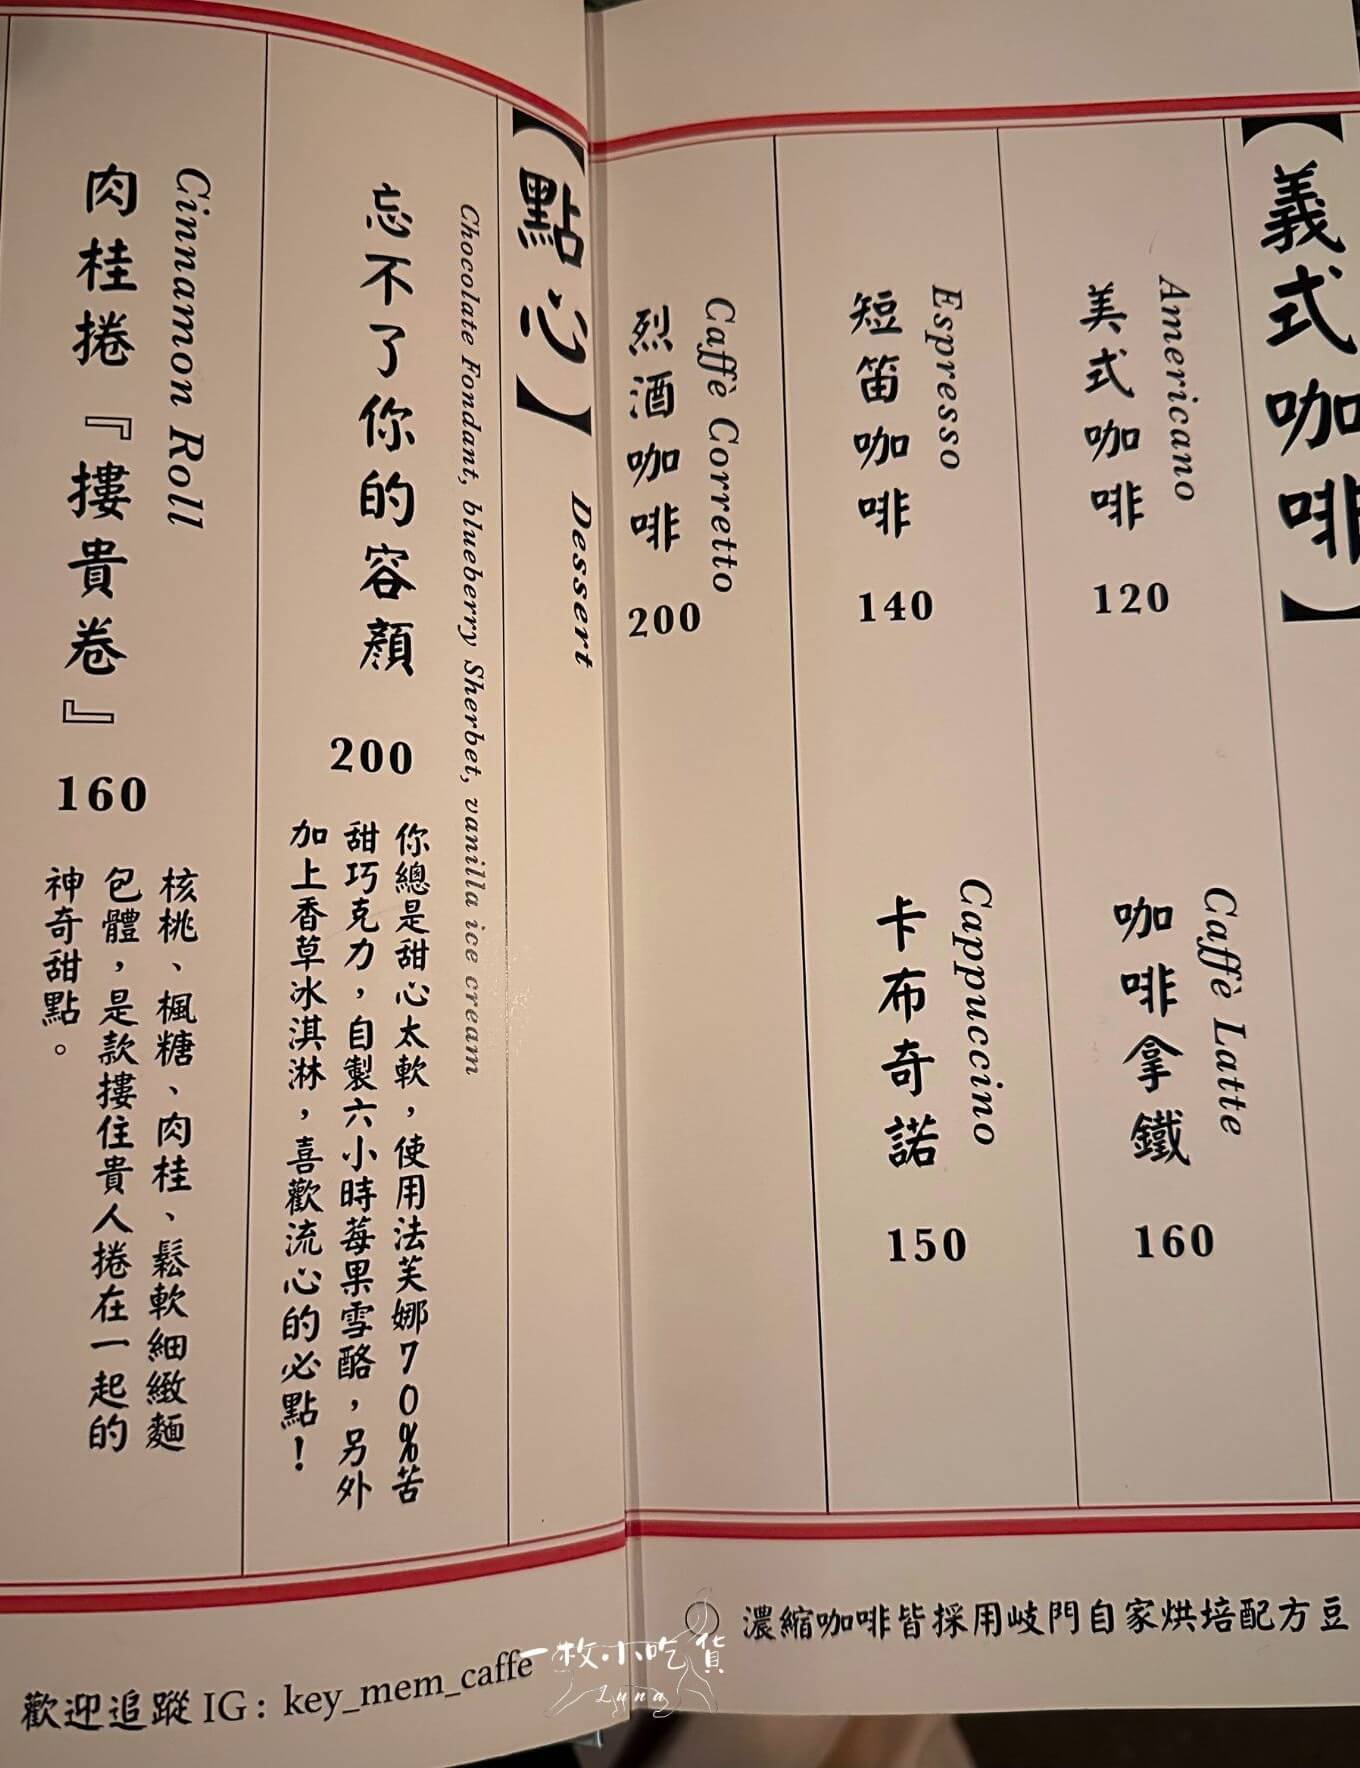 【義式咖啡】
Americano
美式咖啡 120
Caffè Latte
咖啡拿鐵 160
Espresso
短笛咖啡 140
Cappuccino
卡布奇諾 150
Caffè Corretto
烈酒咖啡 200
濃縮咖啡皆採用岐門自家烘培配方豆
【點心】 Dessert
Chocolate Fondant, blueberry Sherbet, vanilla ice cream
忘不了你的容顏 200
你總是甜心太軟，使用法芙娜70%苦
甜巧克力，自製六小時莓果雪酪，另外
加上香草冰淇淋，喜歡流心的必點！
Cinnamon Roll
肉桂捲『摟貴卷』 160
核桃、楓糖、肉桂、鬆軟細緻麵
包體，是款摟住貴人捲在一起的
神奇甜點。
歡迎追蹤 IG: key_mem_caffe
一枚小吃貨
Luna